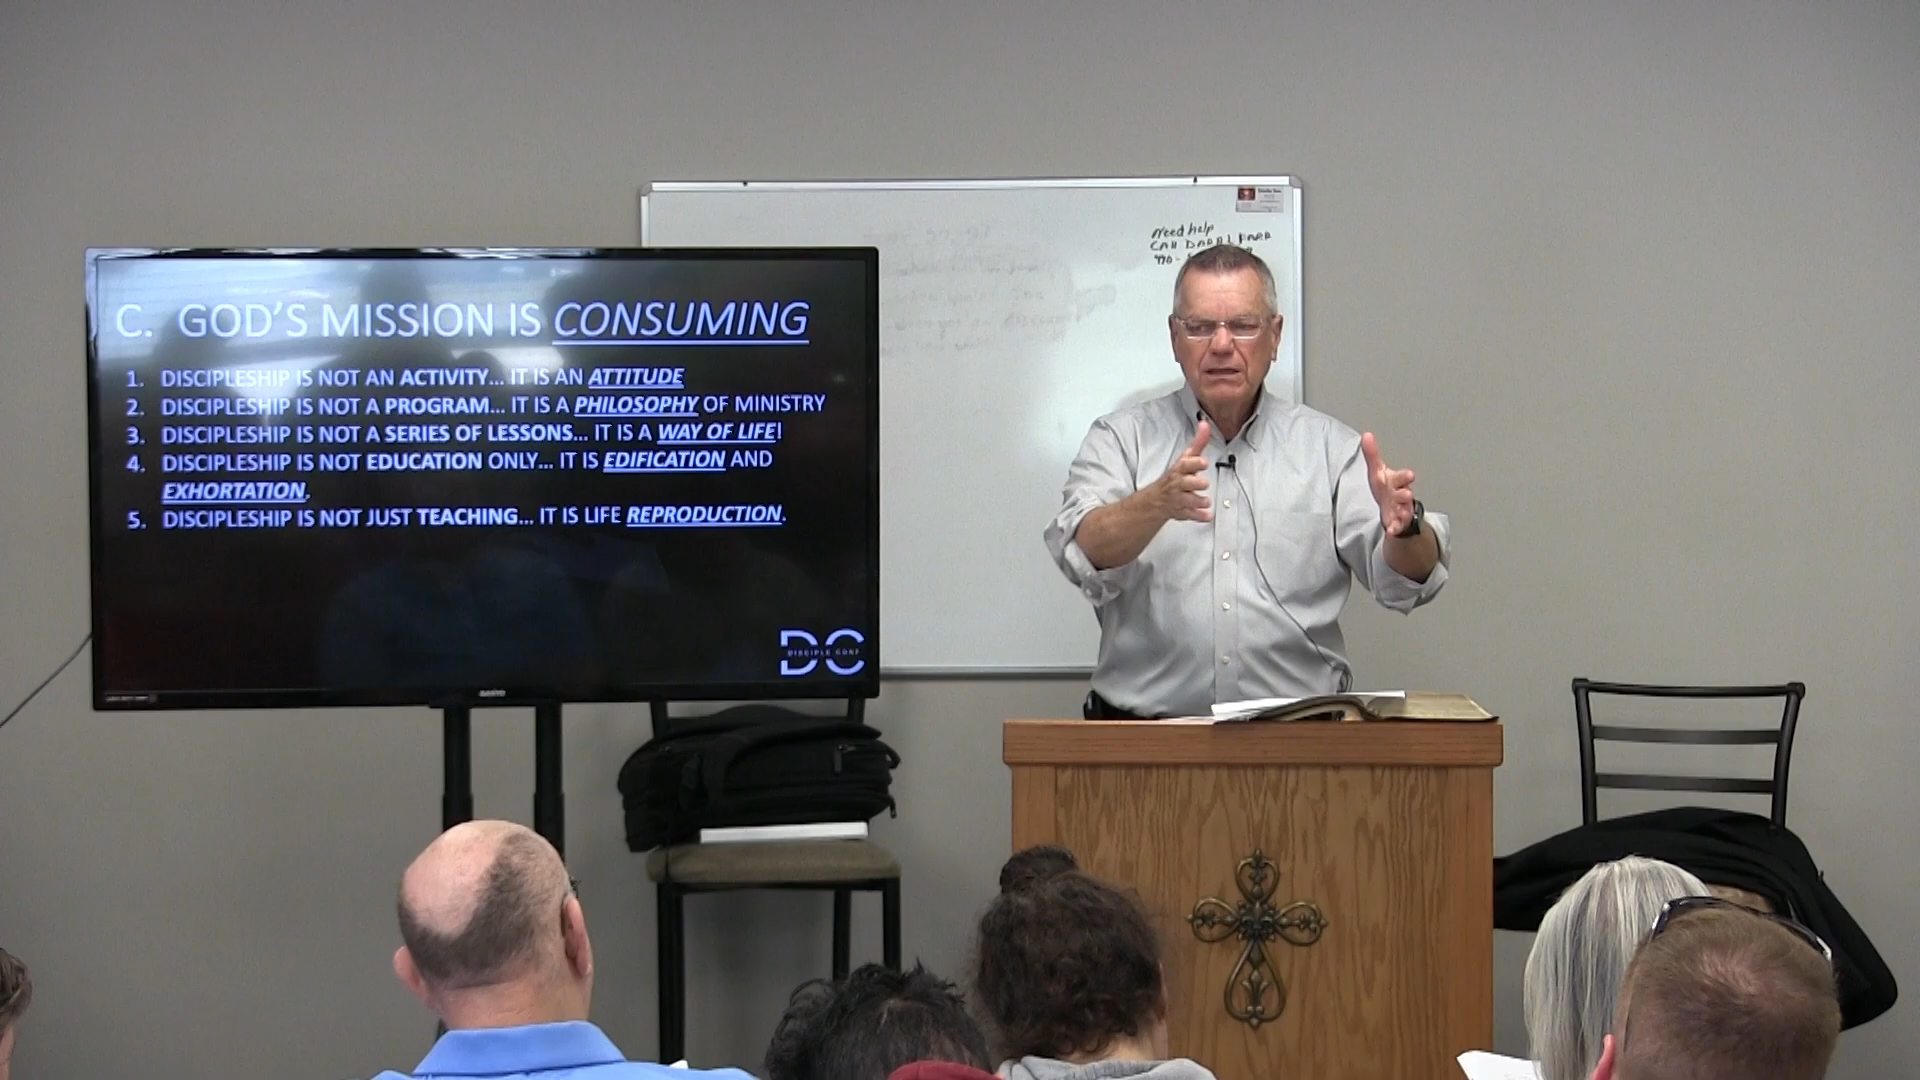 C. GOD'S MISSION IS CONSUMING
1. DISCIPLESHIP IS NOT AN ACTIVITY... IT IS AN ATTITUDE
2. DISCIPLESHIP IS NOT A PROGRAM... IT IS A PHILOSOPHY OF MINISTRY
3. DISCIPLESHIP IS NOT A SERIES OF LESSONS... IT IS A WAY OF LIFE!
4. DISCIPLESHIP IS NOT EDUCATION ONLY... IT IS EDIFICATION AND
EXHORTATION.
5. DISCIPLESHIP IS NOT JUST TEACHING... IT IS LIFE REPRODUCTION.
DC
DISCIPLE CONF
SANYO
Need help
CALL